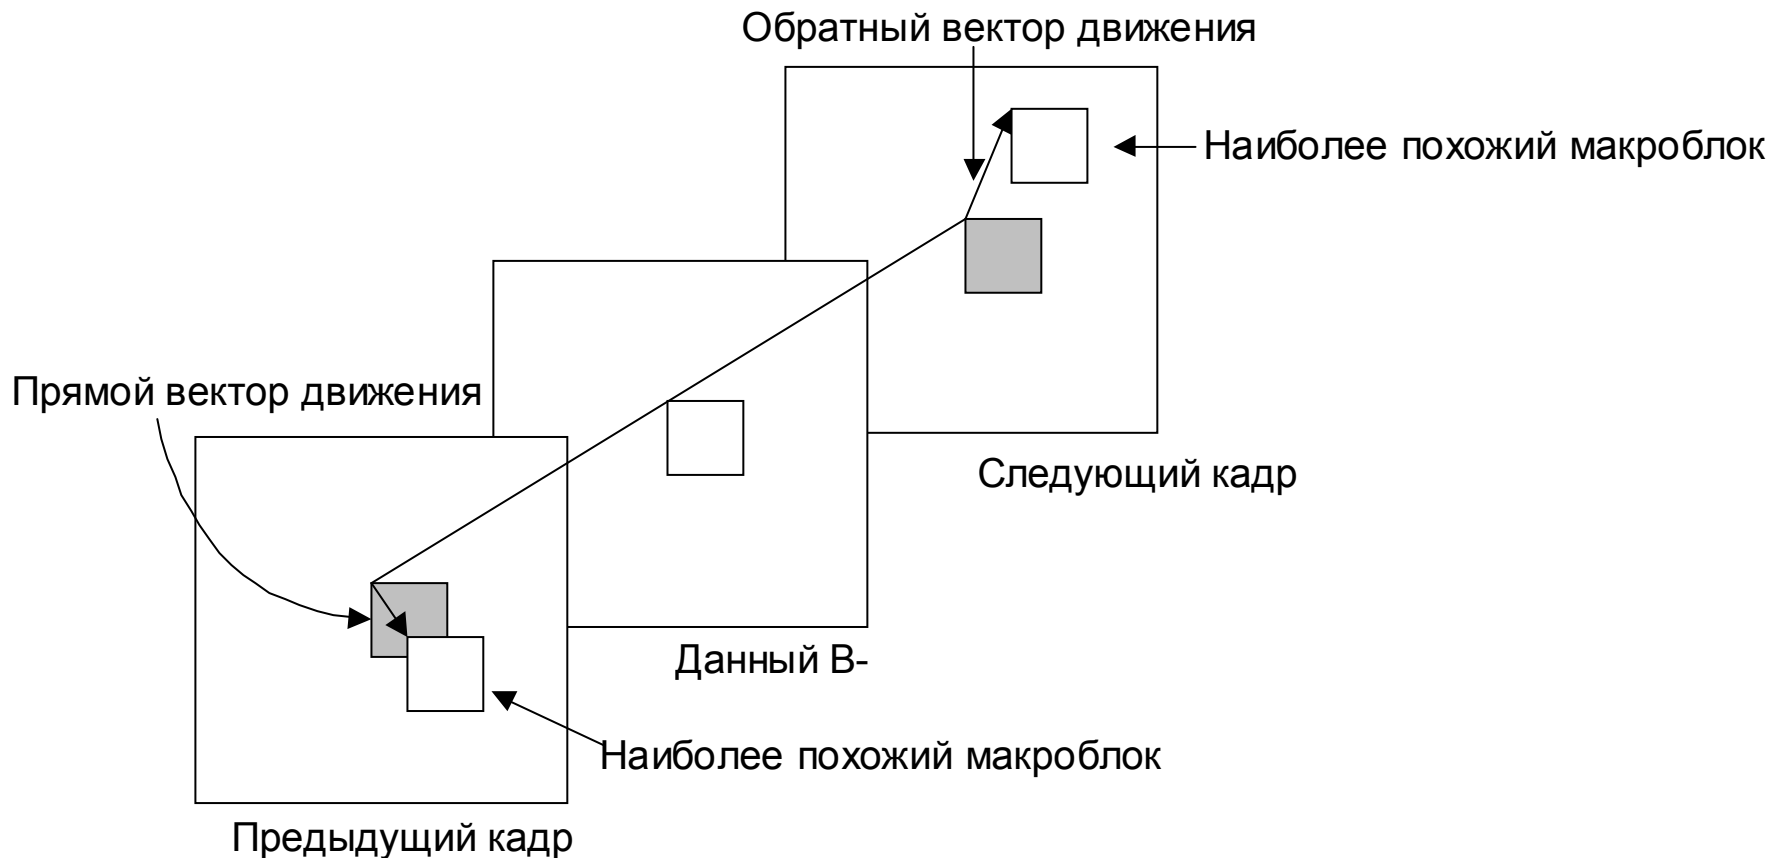 Обратный вектор движения
Наиболее похожий макроблок
Прямой вектор движения
Следующий кадр
Данный B-
Наиболее похожий макроблок
Предыдущий кадр